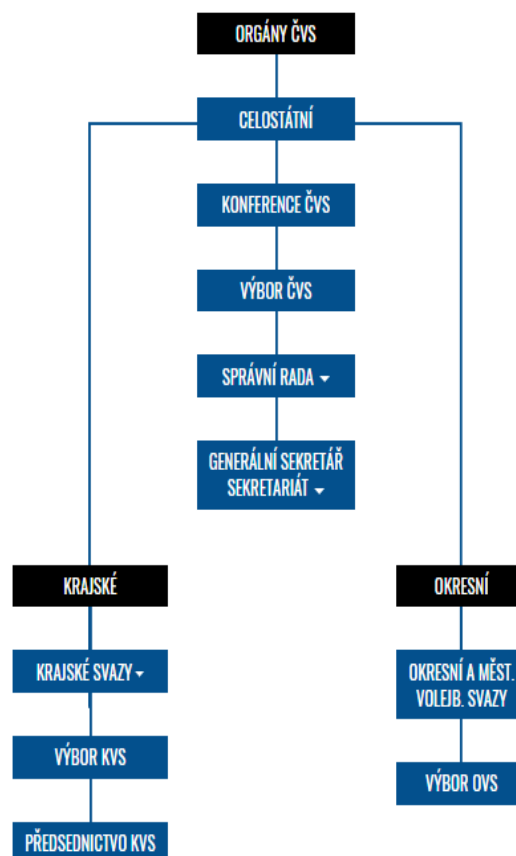 ORGÁNY ČVS
CELOSTÁTNÍ
KONFERENCE ČVS
VÝBOR ČVS
SPRÁVNÍ RADA
GENERÁLNÍ SEKRETÁŘ
SEKRETARIÁT
KRAJSKÉ
KRAJSKÉ SVAZY
VÝBOR KVS
PŘEDSEDNICTVO KVS
OKRESNÍ
OKRESNÍ A MĚST.
VOLEJB. SVAZY
VÝBOR OVS